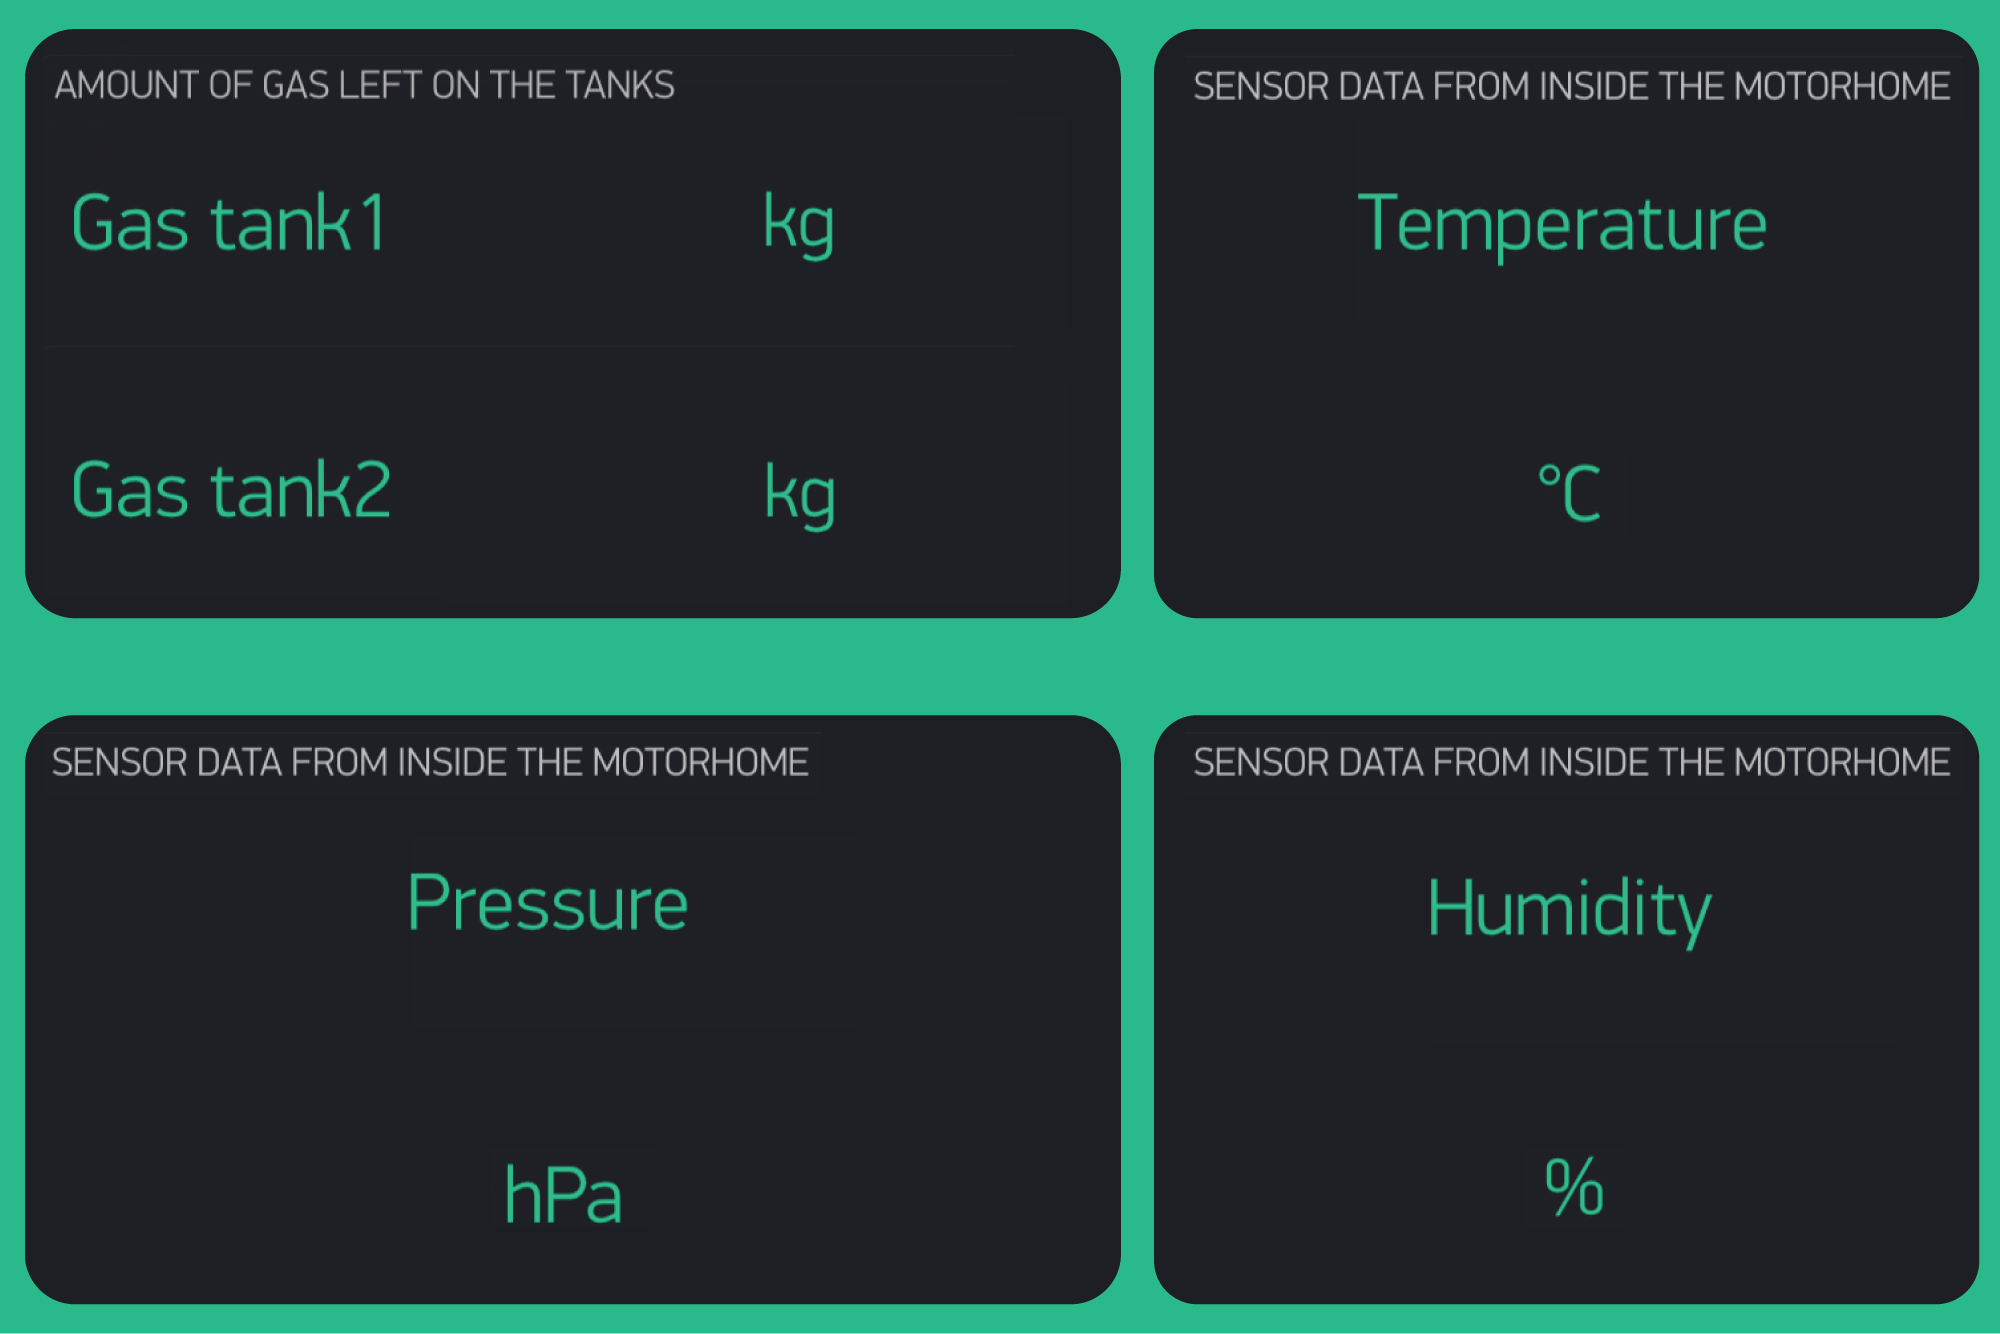 AMOUNT OF GAS LEFT ON THE TANKS
Gas tank1 kg
Gas tank2 kg
SENSOR DATA FROM INSIDE THE MOTORHOME
Temperature
°C
SENSOR DATA FROM INSIDE THE MOTORHOME
Pressure
hPa
SENSOR DATA FROM INSIDE THE MOTORHOME
Humidity
%